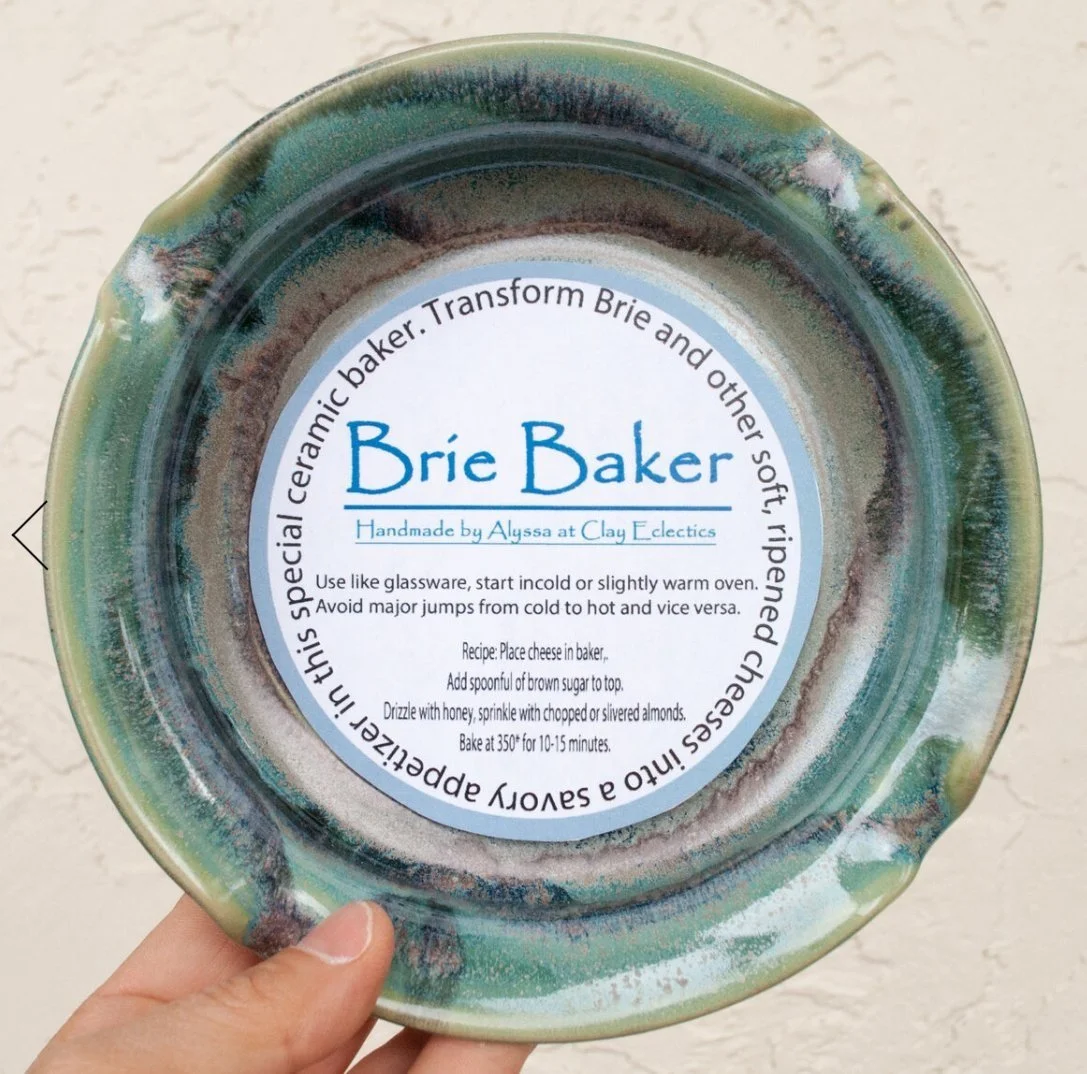 Transform Brie and other soft, ripened cheeses into a savory appetizer in this special ceramic baker.
Brie Baker
Handmade by Alyssa at Clay Eclectics
Use like glassware, start incold or slightly warm oven.
Avoid major jumps from cold to hot and vice versa.
Recipe: Place cheese in baker,.
Add spoonful of brown sugar to top.
Drizzle with honey, sprinkle with chopped or slivered almonds.
Bake at 350* for 10-15 minutes.